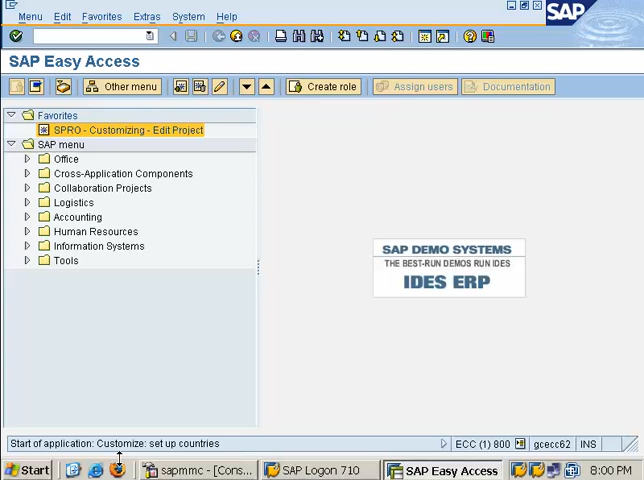 Menu Edit Favorites Extras System Help
SAP
SAP Easy Access
Other menu Create role Assign users Documentation
Favorites
SPRO - Customizing - Edit Project
SAP menu
Office
Cross-Application Components
Collaboration Projects
Logistics
Accounting
Human Resources
Information Systems
Tools
SAP DEMO SYSTEMS
THE BEST-RUN DEMOS RUN IDES
IDES ERP
Start of application: Customize: set up countries ECC (1) 800 gcecc62 INS
Start sapmmc - [Cons... SAP Logon 710 SAP Easy Access 8:00 PM